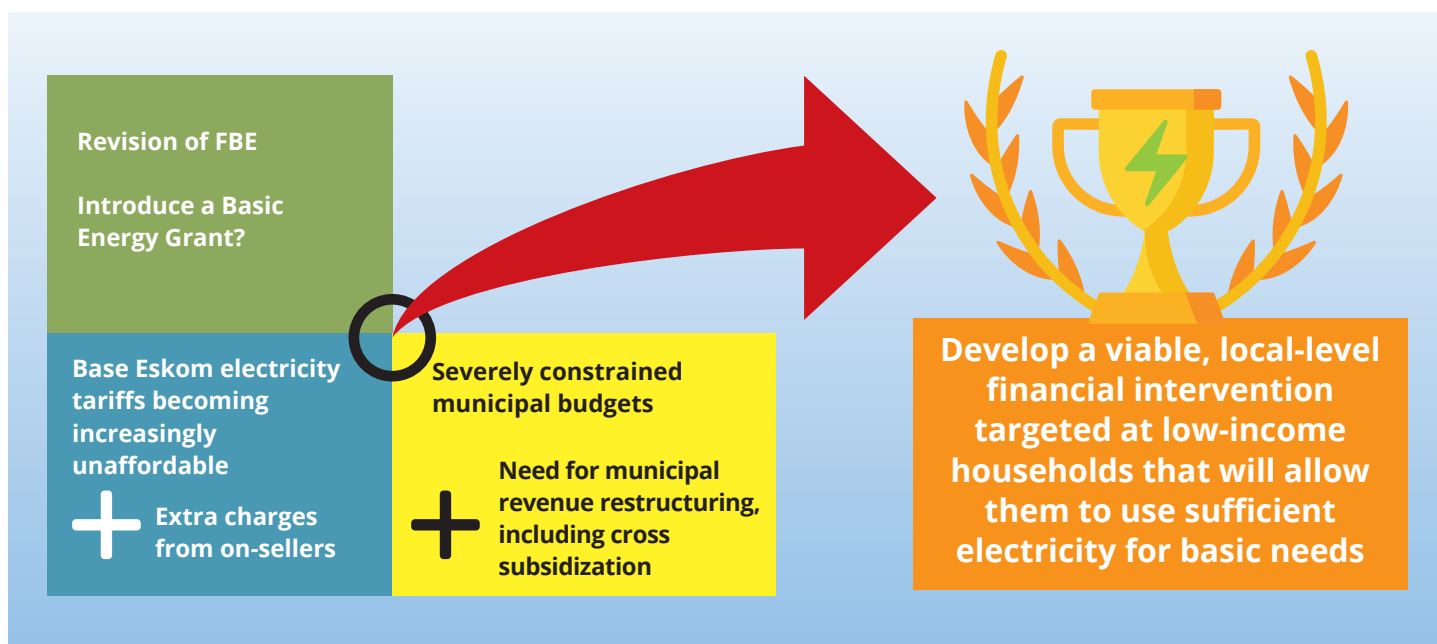 Revision of FBE
Introduce a Basic
Energy Grant?
Base Eskom electricity
tariffs becoming
increasingly
unaffordable
Extra charges
from on-sellers
Severely constrained
municipal budgets
Need for municipal
revenue restructuring,
including cross
subsidization
Develop a viable, local-level
financial intervention
targeted at low-income
households that will allow
them to use sufficient
electricity for basic needs